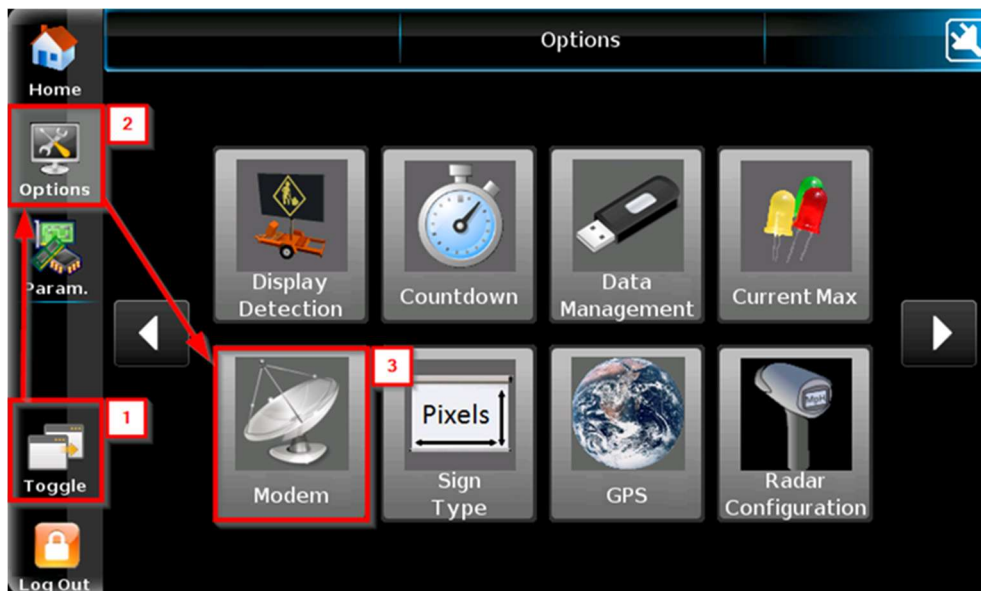 Options
Home
2
Options
Param.
1
Toggle
Log Out
Display
Detection
Countdown
Data
Management
Current Max
3
Modem
Pixels
Sign
Type
GPS
MPH
Radar
Configuration